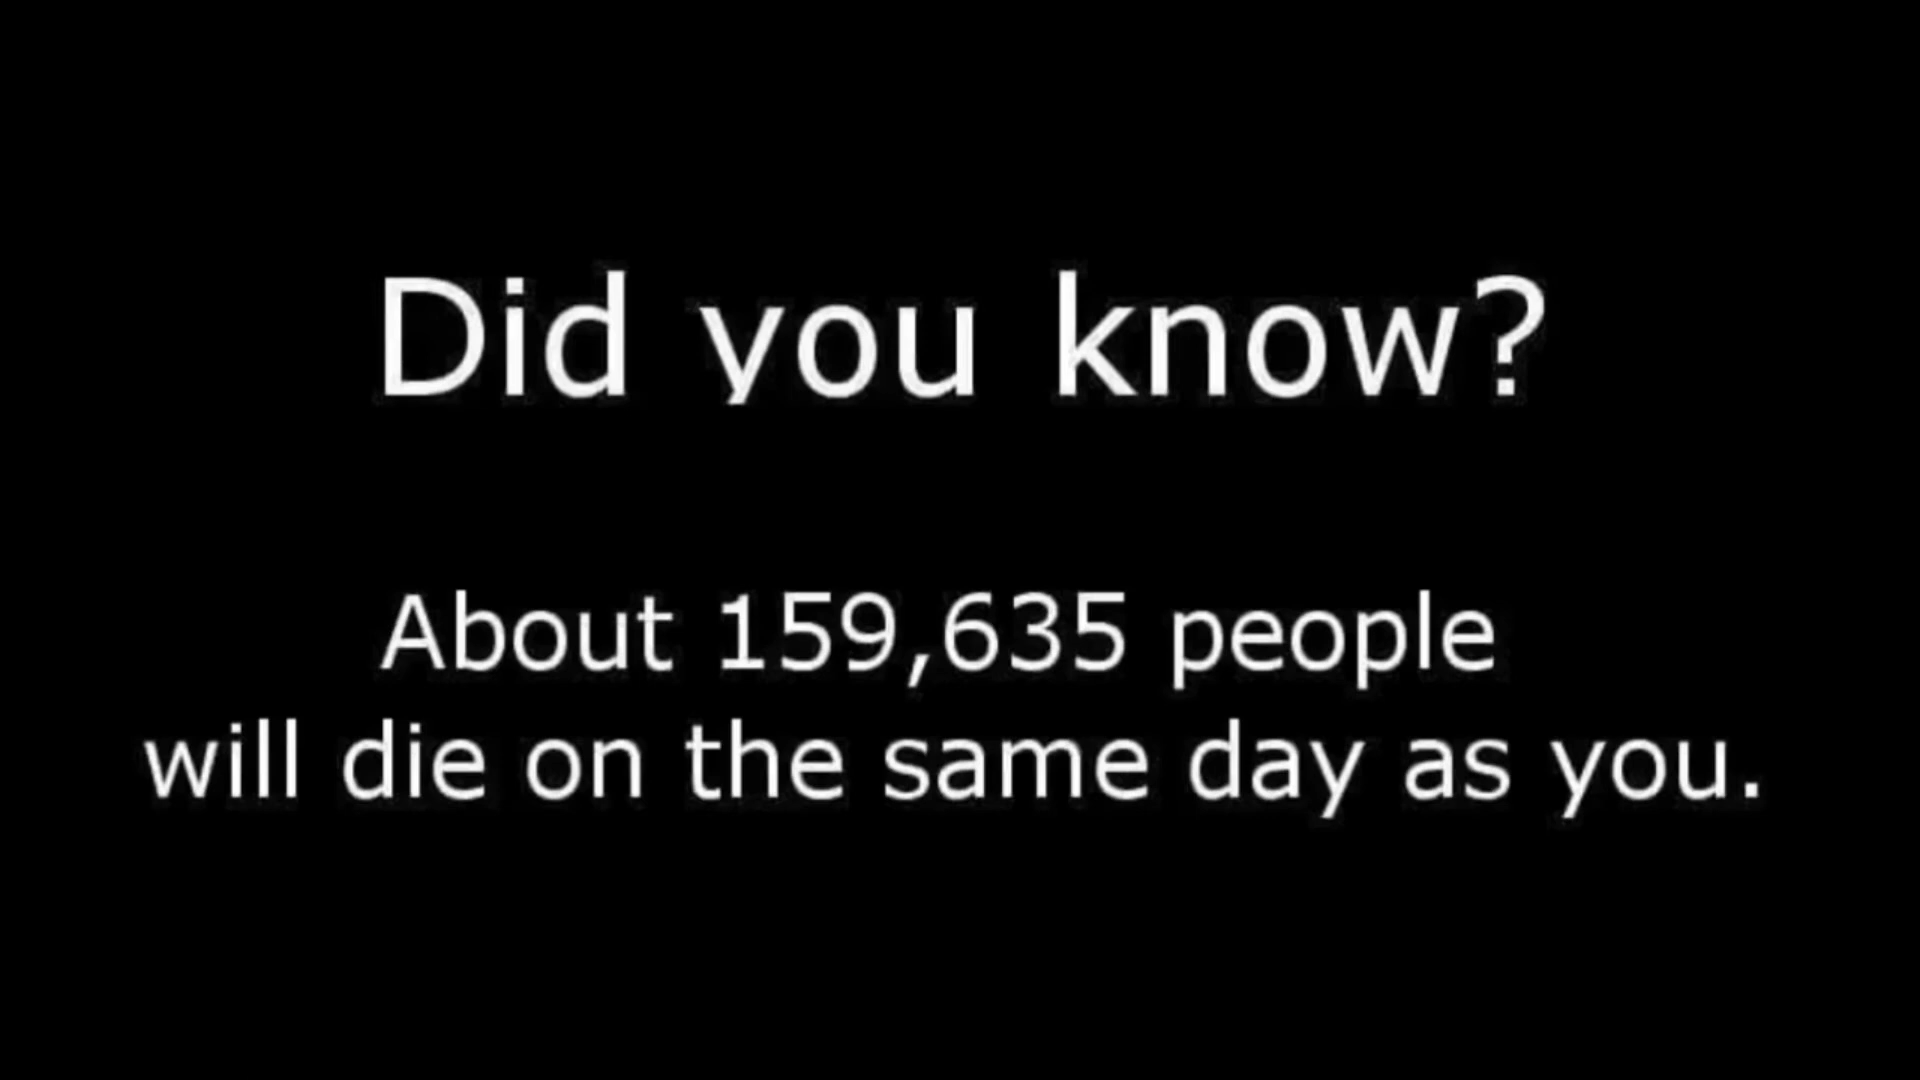 Did you know?
About 159,635 people
will die on the same day as you.